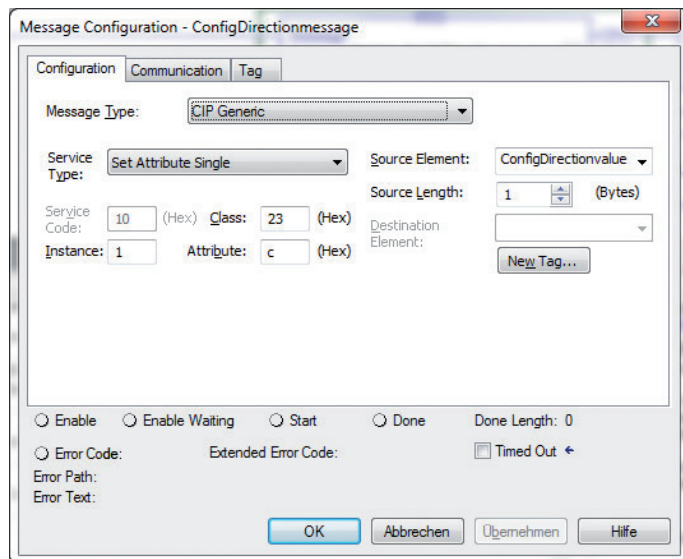 Message Configuration - ConfigDirectionmessage
Configuration Communication Tag
Message Type: CIP Generic
Service Type: Set Attribute Single Source Element: ConfigDirectionvalue
Source Length: 1 (Bytes)
Service Code: 10 (Hex) Class: 23 (Hex) Destination Element:
Instance: 1 Attribute: c (Hex)
New Tag...
Enable Enable Waiting Start Done Done Length: 0
Error Code: Extended Error Code: Timed Out
Error Path:
Error Text:
OK Abbrechen Übernehmen Hilfe